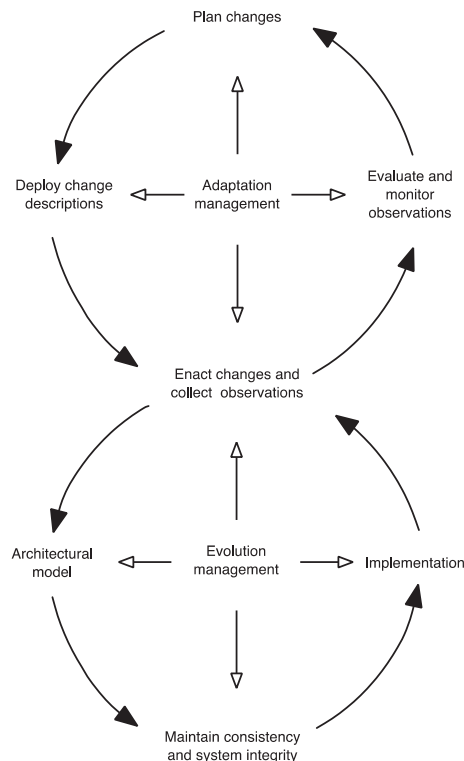 Plan changes
Deploy change
descriptions
Adaptation
management
Evaluate and
monitor
observations
Enact changes and
collect observations
Architectural
model
Evolution
management
Implementation
Maintain consistency
and system integrity